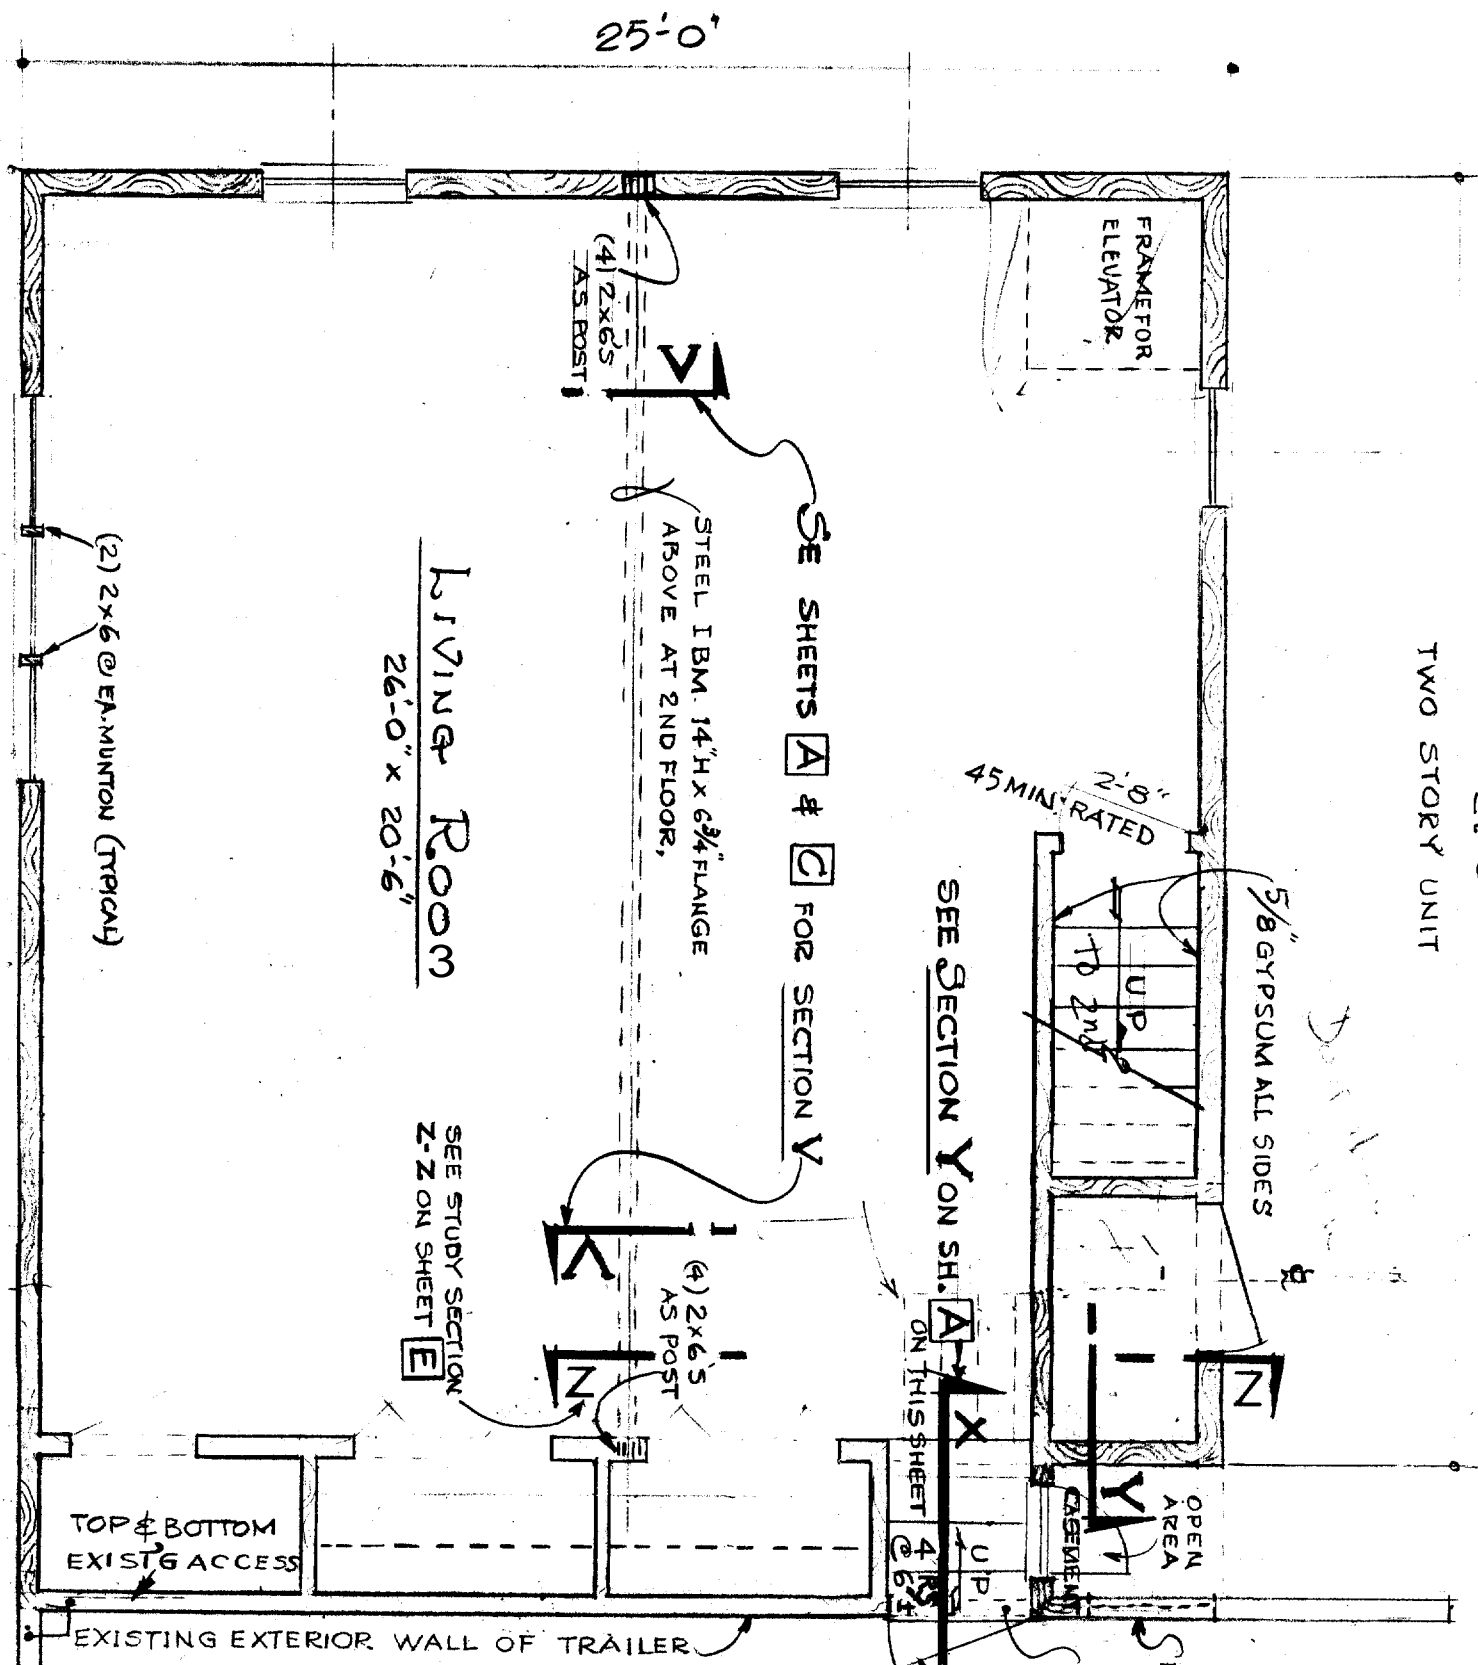 25'-0"
FRAME FOR
ELEVATOR
(4) 2x6'S
AS POST
V
SE SHEETS A & C FOR SECTION V
STEEL I BM. 14"H x 6¾" FLANGE
ABOVE AT 2ND FLOOR,
LIVING ROOM
26'-0" x 20'-6"
(2) 2x6 @ EA. MUNTON (TYPICAL)
TWO STORY UNIT
2'-8"
45 MIN. RATED
5/8" GYPSUM ALL SIDES
UP
TO 2nd
SEE SECTION Y ON SH. A
ON THIS SHEET
SEE STUDY SECTION
Z-Z ON SHEET E
V
(4) 2x6'S
AS POST
Z
Z
X
Y
OPEN
AREA
CASEMENT
UP
4 RS
@ 6"±
TOP & BOTTOM
EXIST'G ACCESS
EXISTING EXTERIOR WALL OF TRAILER